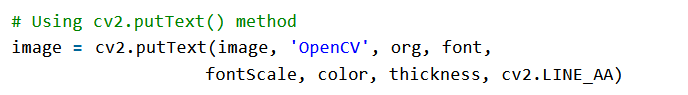 # Using cv2.putText() method
image = cv2.putText(image, 'OpenCV', org, font,
fontScale, color, thickness, cv2.LINE_AA)